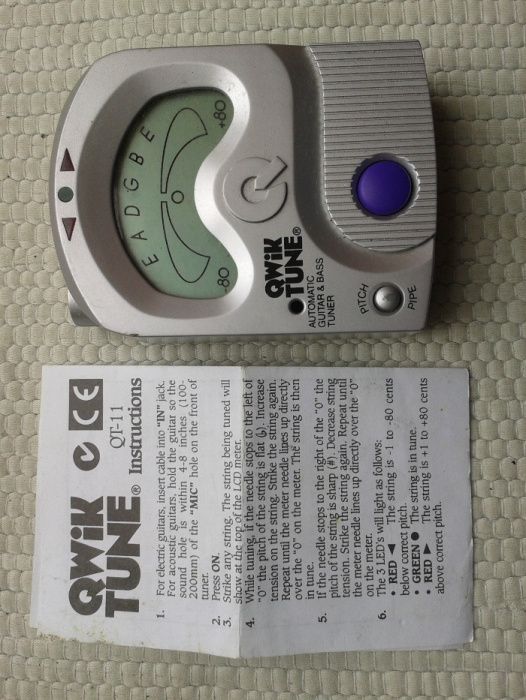 E A D G B E
-80
0
+80
Q
QWIK
TUNE®
AUTOMATIC
GUITAR & BASS
TUNER
PITCH
PIPE
QWIK
TUNE®
CE
QT-11
Instructions
1. For electric guitars, insert cable into "IN" jack.
For acoustic guitars, hold the guitar so the
sound hole is within 4-8 inches (100-
200mm) of the "MIC" hole on the front of
tuner.
2. Press ON.
3. Strike any string. The string being tuned will
show at the top of the LCD meter.
4. While tuning, if the needle stops to the left of
"0" the pitch of the string is flat (♭). Increase
tension on the string. Strike the string again.
Repeat until the meter needle lines up directly
over the "0" on the meter. The string is then
in tune.
5. If the needle stops to the right of the "0" the
pitch of the string is sharp (#). Decrease string
tension. Strike the string again. Repeat until
the meter needle lines up directly over the "0"
on the meter.
6. The 3 LED's will light as follows:
• RED ◀ The string is -1 to -80 cents
below correct pitch.
• GREEN ● The string is in tune.
• RED ▶ The string is +1 to +80 cents
above correct pitch.